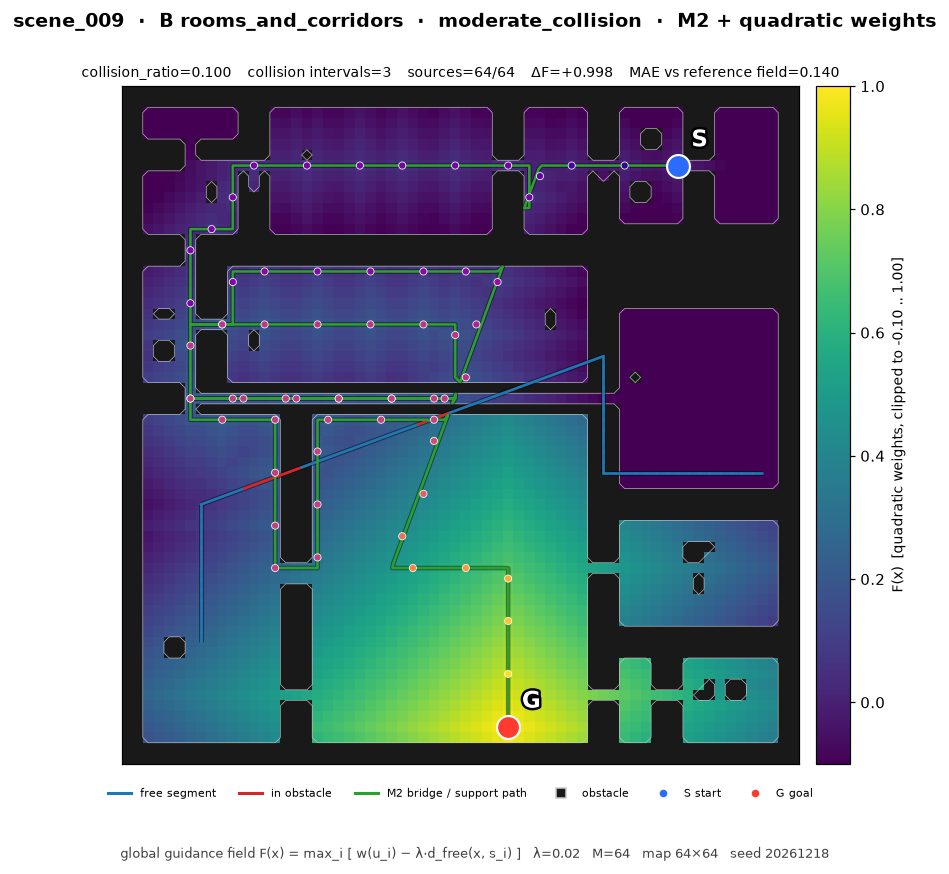 scene_009 · B rooms_and_corridors · moderate_collision · M2 + quadratic weights
collision_ratio=0.100 collision intervals=3 sources=64/64 ΔF=+0.998 MAE vs reference field=0.140
S
G
1.0
0.8
0.6
0.4
0.2
0.0
F(x) [quadratic weights, clipped to -0.10 .. 1.00]
free segment
in obstacle
M2 bridge / support path
obstacle
S start
G goal
global guidance field F(x) = max_i [ w(u_i) − λ·d_free(x, s_i) ] λ=0.02 M=64 map 64×64 seed 20261218